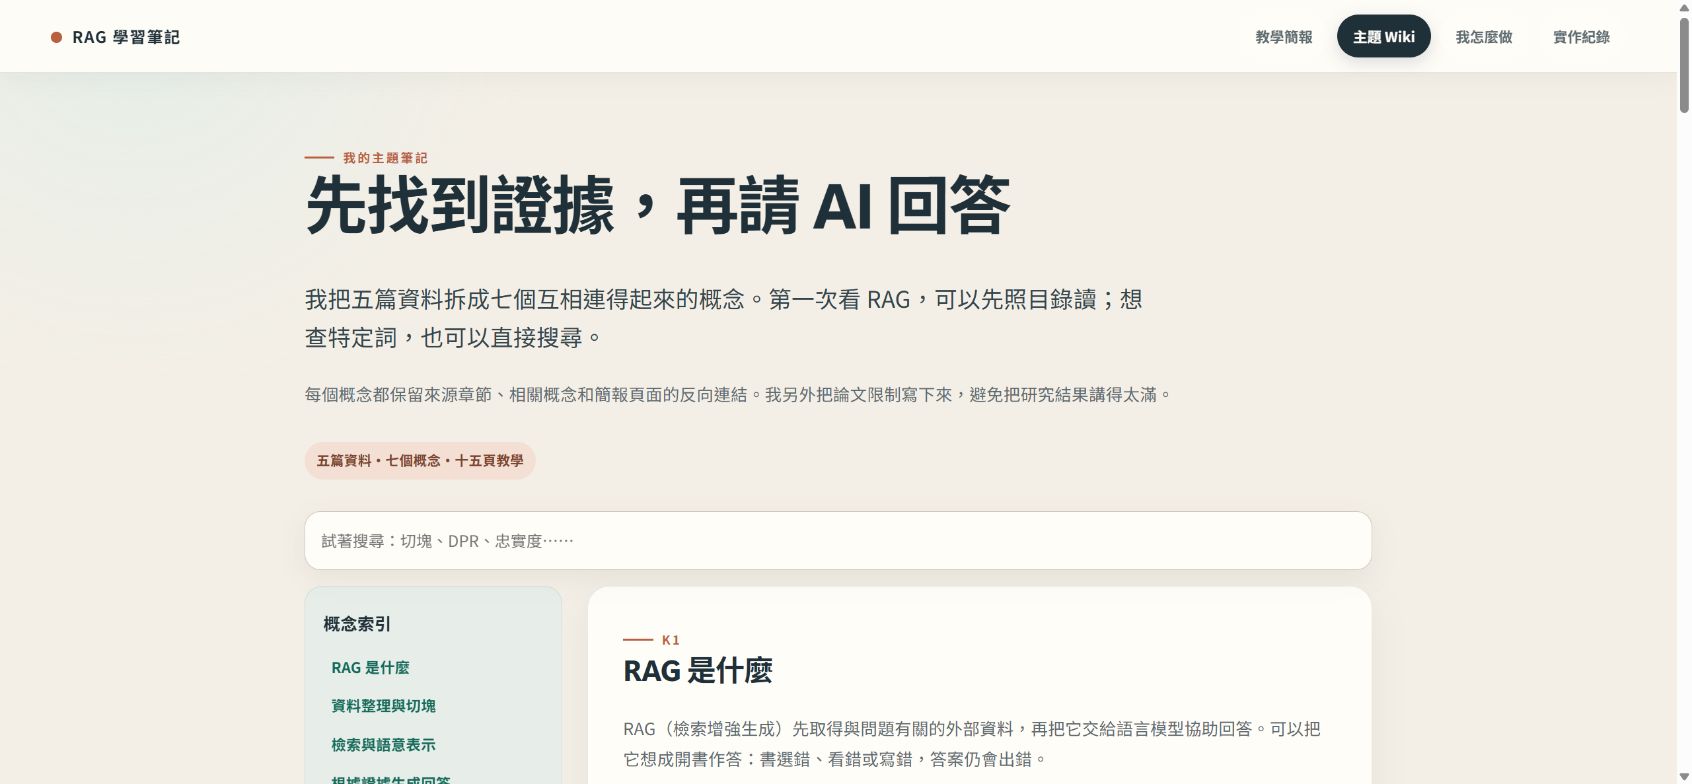 RAG 學習筆記
教學簡報
主題 Wiki
我怎麼做
實作紀錄
我的主題筆記
先找到證據，再請 AI 回答
我把五篇資料拆成七個互相連得起來的概念。第一次看 RAG，可以先照目錄讀；想
查特定詞，也可以直接搜尋。
每個概念都保留來源章節、相關概念和簡報頁面的反向連結。我另外把論文限制寫下來，避免把研究結果講得太滿。
五篇資料・七個概念・十五頁教學
試著搜尋：切塊、DPR、忠實度……
概念索引
RAG 是什麼
資料整理與切塊
檢索與語意表示
根據證據生成回答
K1
RAG 是什麼
RAG（檢索增強生成）先取得與問題有關的外部資料，再把它交給語言模型協助回答。可以把
它想成開書作答：書選錯、看錯或寫錯，答案仍會出錯。